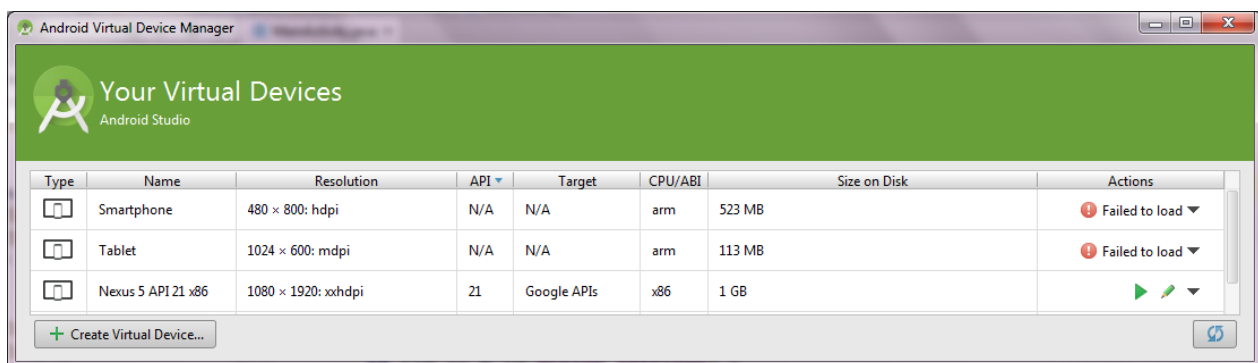 Android Virtual Device Manager
Your Virtual Devices
Android Studio
Type Name Resolution API Target CPU/ABI Size on Disk Actions
Smartphone 480 × 800: hdpi N/A N/A arm 523 MB Failed to load
Tablet 1024 × 600: mdpi N/A N/A arm 113 MB Failed to load
Nexus 5 API 21 x86 1080 × 1920: xxhdpi 21 Google APIs x86 1 GB
Create Virtual Device...